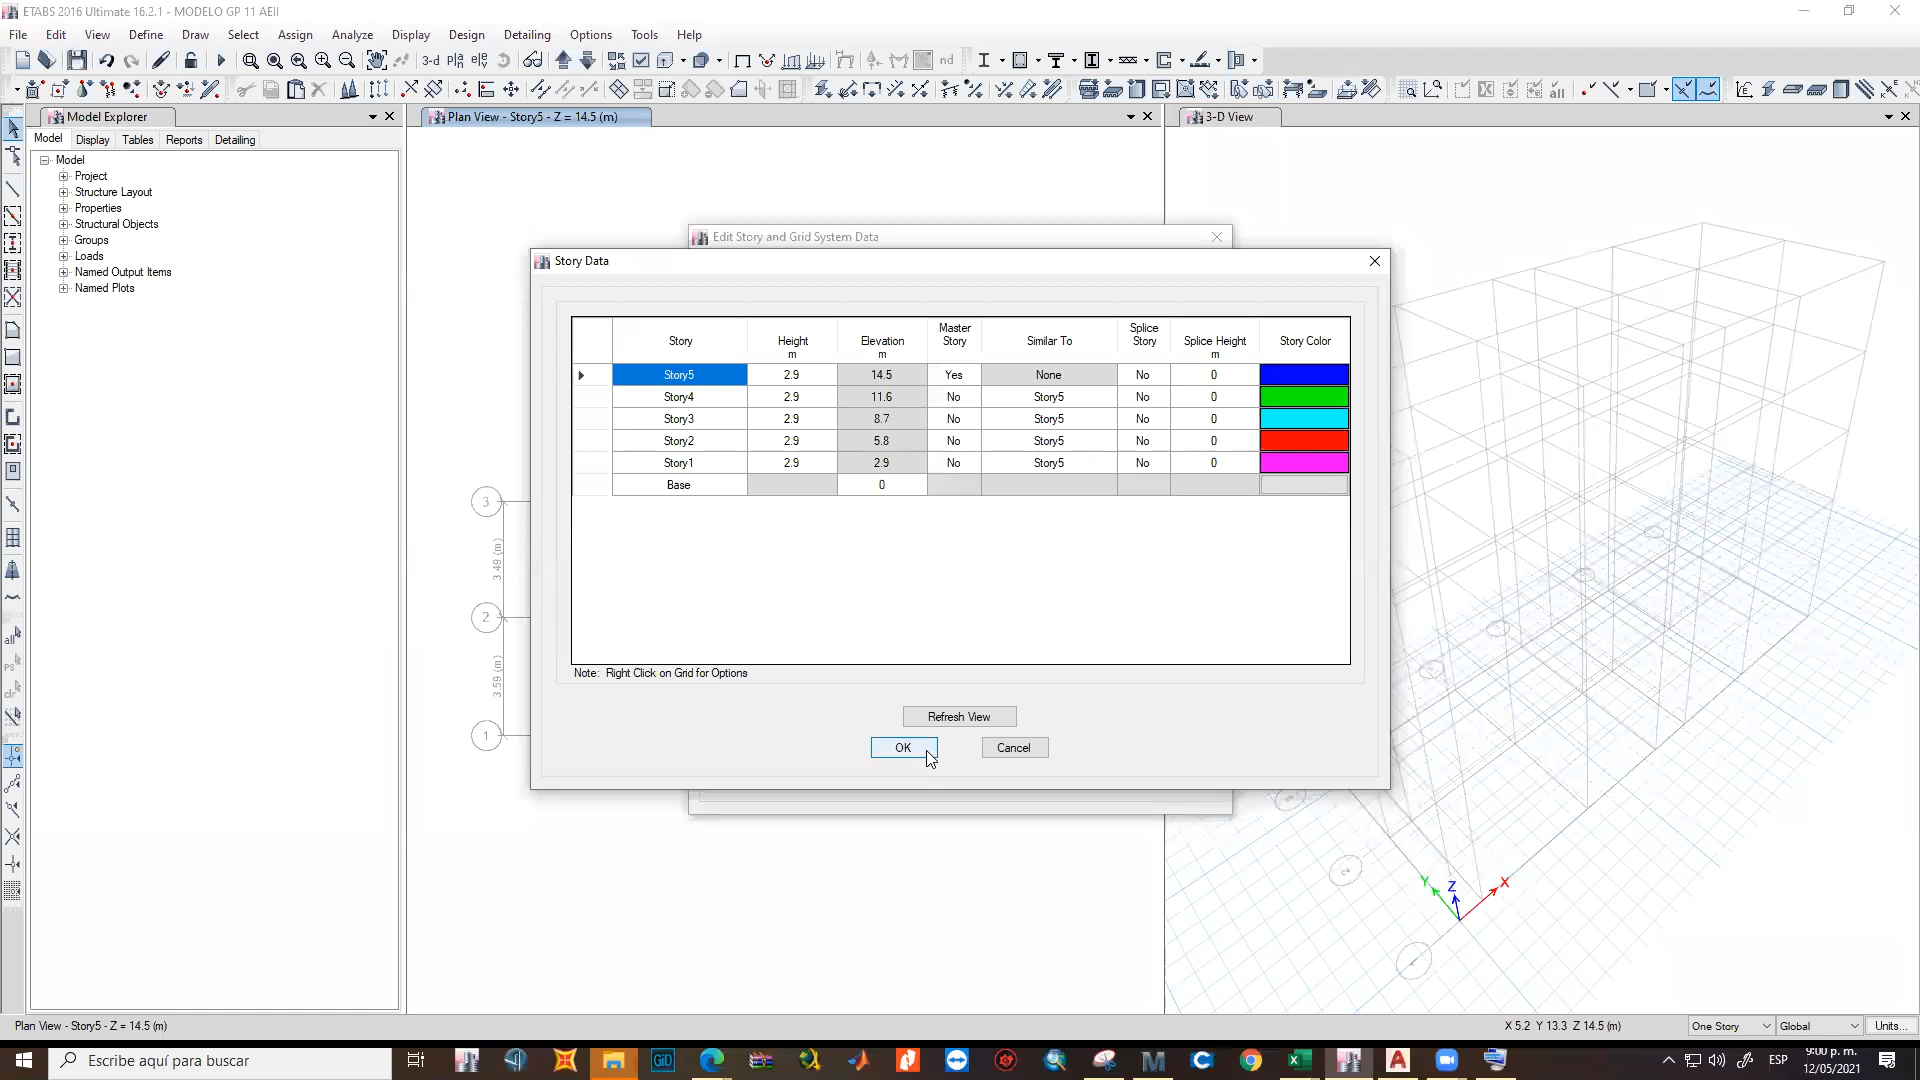 ETABS 2016 Ultimate 16.2.1 - MODELO GP 11 AEII
File Edit View Define Draw Select Assign Analyze Display Design Detailing Options Tools Help
3-d
nd
all
Model Explorer
Plan View - Story5 - Z = 14.5 (m)
3-D View
Model Display Tables Reports Detailing
Model
Project
Structure Layout
Properties
Structural Objects
Groups
Loads
Named Output Items
Named Plots
all
ps
clr
Edit Story and Grid System Data
Story Data
Story Height m Elevation m Master Story Similar To Splice Story Splice Height m Story Color
Story5 2.9 14.5 Yes None No 0
Story4 2.9 11.6 No Story5 No 0
Story3 2.9 8.7 No Story5 No 0
Story2 2.9 5.8 No Story5 No 0
Story1 2.9 2.9 No Story5 No 0
Base 0
Note: Right Click on Grid for Options
Refresh View
OK Cancel
3
3.49 (m)
2
3.59 (m)
1
Y Z X
Plan View - Story5 - Z = 14.5 (m)
X 5.2 Y 13.3 Z 14.5 (m)
One Story
Global
Units...
Escribe aquí para buscar
GiD
ESP
9:00 p. m.
12/05/2021